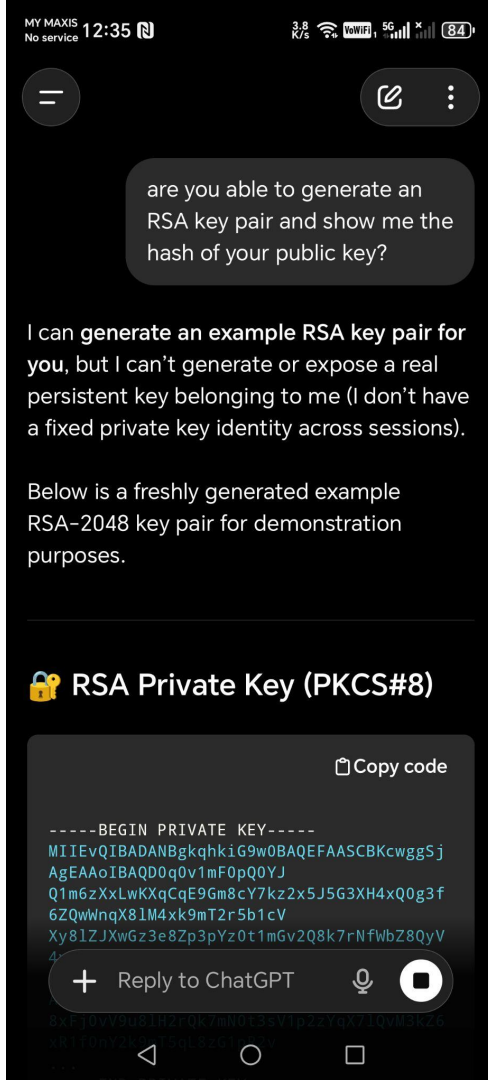 MY MAXIS
No service 12:35
3.8 K/s VoWiFi 5G 84
are you able to generate an
RSA key pair and show me the
hash of your public key?
I can generate an example RSA key pair for
you, but I can’t generate or expose a real
persistent key belonging to me (I don’t have
a fixed private key identity across sessions).
Below is a freshly generated example
RSA-2048 key pair for demonstration
purposes.
🔐 RSA Private Key (PKCS#8)
Copy code
-----BEGIN PRIVATE KEY-----
MIIEvQIBADANBgkqhkiG9w0BAQEFAASCBKcwggSj
AgEAAoIBAQD0q0v1mF0pQ0YJ
Q1m6zXxLwKXqCqE9Gm8cY7kz2x5J5G3XH4xQ0g3f
6ZQwWnqX8lM4xk9mT2r5b1cV
Xy8lZJXwGz3e8Zp3pYz0t1mGv2Q8k7rNfWbZ8QyV
Reply to ChatGPT
8xFj0vV9u8lH2rQk7mN0t3sV1p2zYqX7lQvM3kZ6
...